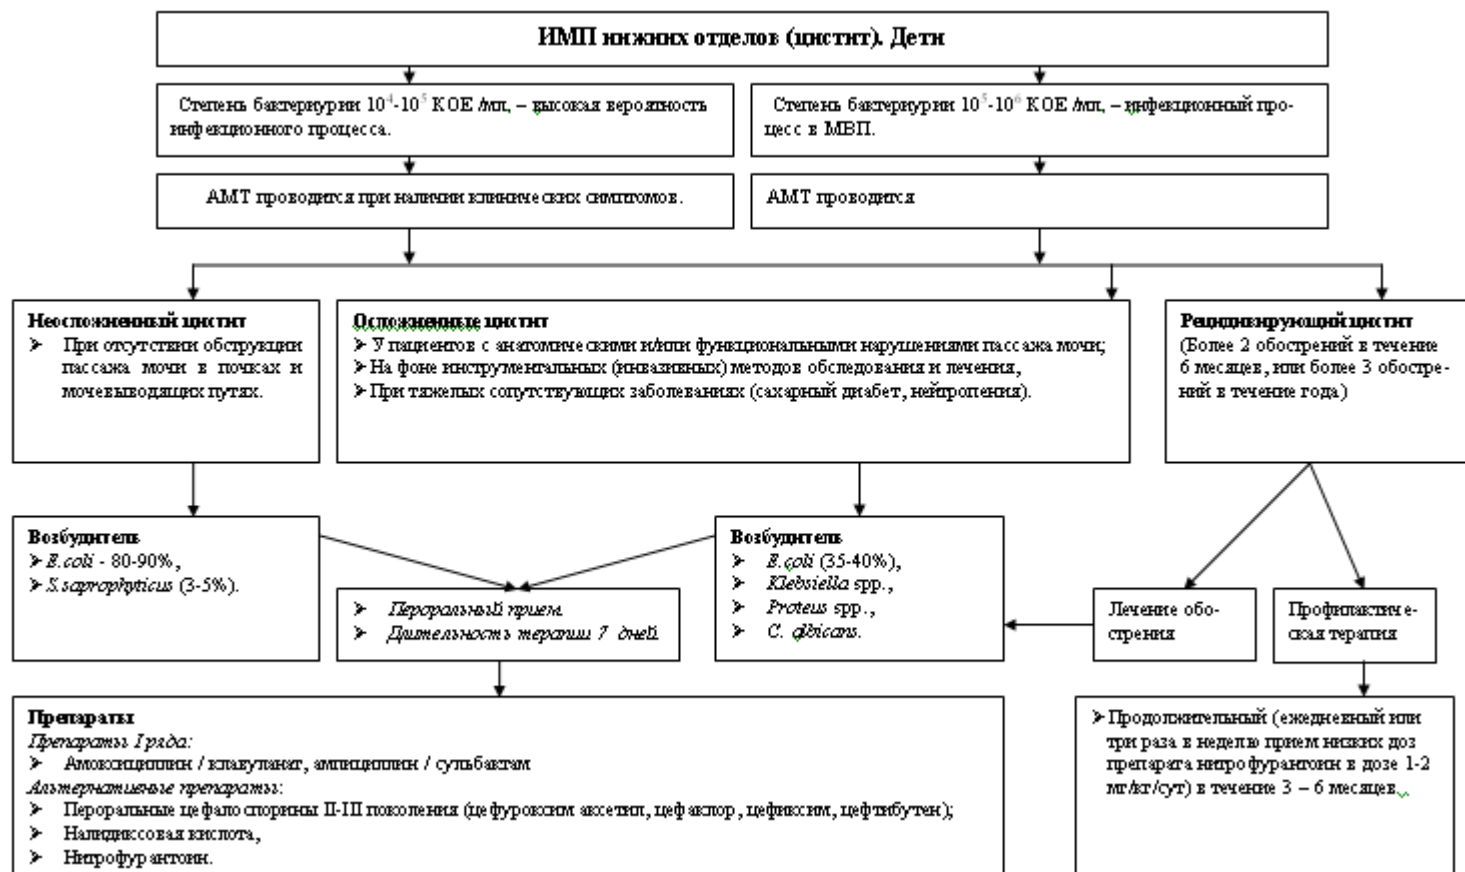 ИМП нижних отделов (цистит). Дети
Степень бактериурии 10⁴-10⁵ КОЕ /мл. – высокая вероятность
инфекционного процесса.
Степень бактериурии 10⁵-10⁶ КОЕ /мл. – инфекционный про-
цесс в МВП.
АМТ проводится при наличии клинических симптомов.
АМТ проводится
Неосложненный цистит
➢ При отсутствии обструкции
пассажа мочи в почках и
мочевыводящих путях.
Осложненные цистит
➢ У пациентов с анатомическими и/или функциональными нарушениями пассажа мочи;
➢ На фоне инструментальных (инвазивных) методов обследования и лечения,
➢ При тяжелых сопутствующих заболеваниях (сахарный диабет, нейтропения).
Рецидивирующий цистит
(Более 2 обострений в течение
6 месяцев, или более 3 обостре-
ний в течение года)
Возбудитель
➢ E.coli - 80-90%,
➢ S.saprophyticus (3-5%).
➢ Пероральный прием.
➢ Длительность терапии 7 дней.
Возбудитель
➢ E.coli (35-40%),
➢ Klebsiella spp.,
➢ Proteus spp.,
➢ C. albicans.
Лечение обо-
стрения
Профилактиче-
ская терапия
Препараты
Препараты I ряда:
➢ Амоксициллин / клавуланат, ампициллин / сульбактам
Альтернативные препараты:
➢ Пероральные цефалоспорины II-III поколения (цефуроксим аксетил, цефаклор, цефиксим, цефтибутен);
➢ Налидиксовая кислота,
➢ Нитрофурантоин.
➢ Продолжительный (ежедневный или
три раза в неделю прием низких доз
препарата нитрофурантоин в дозе 1-2
мг/кг/сут) в течение 3 – 6 месяцев.